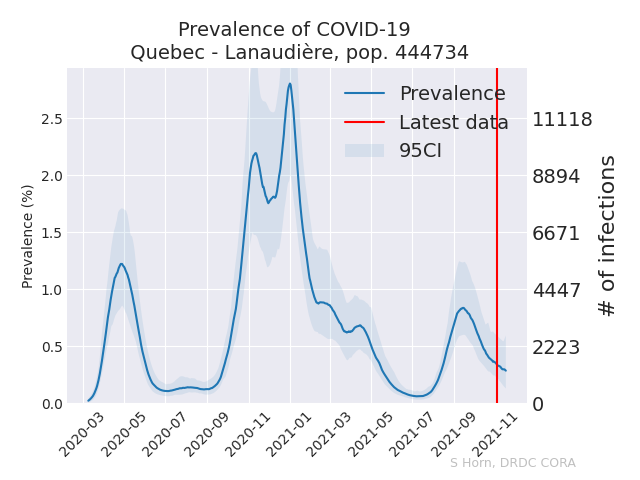 Prevalence of COVID-19
Quebec - Lanaudière, pop. 444734
Prevalence
Latest data
95CI
Prevalence (%)
2.5
2.0
1.5
1.0
0.5
0.0
11118
8894
6671
4447
2223
0
# of infections
2020-03
2020-05
2020-07
2020-09
2020-11
2021-01
2021-03
2021-05
2021-07
2021-09
2021-11
S Horn, DRDC CORA